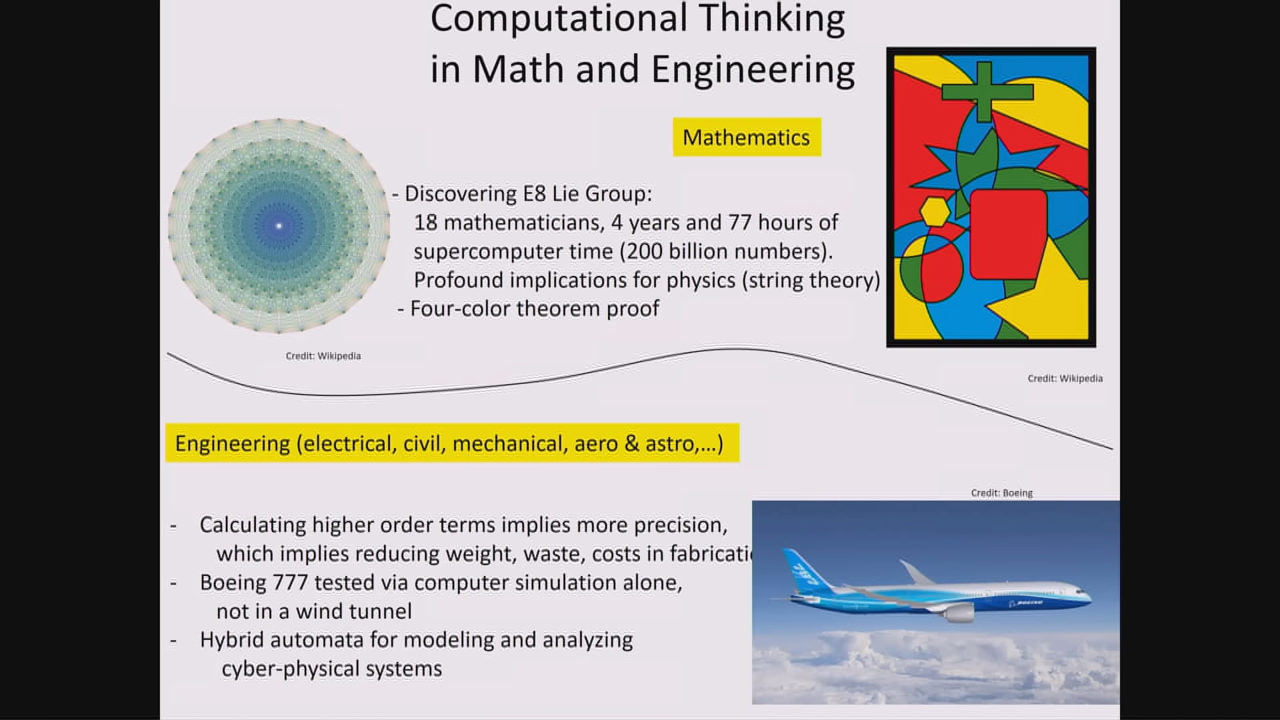 Computational Thinking
in Math and Engineering
Mathematics
- Discovering E8 Lie Group:
18 mathematicians, 4 years and 77 hours of
supercomputer time (200 billion numbers).
Profound implications for physics (string theory)
- Four-color theorem proof
Credit: Wikipedia
Credit: Wikipedia
Engineering (electrical, civil, mechanical, aero & astro,...)
Credit: Boeing
- Calculating higher order terms implies more precision,
which implies reducing weight, waste, costs in fabricati
- Boeing 777 tested via computer simulation alone,
not in a wind tunnel
- Hybrid automata for modeling and analyzing
cyber-physical systems
BOEING